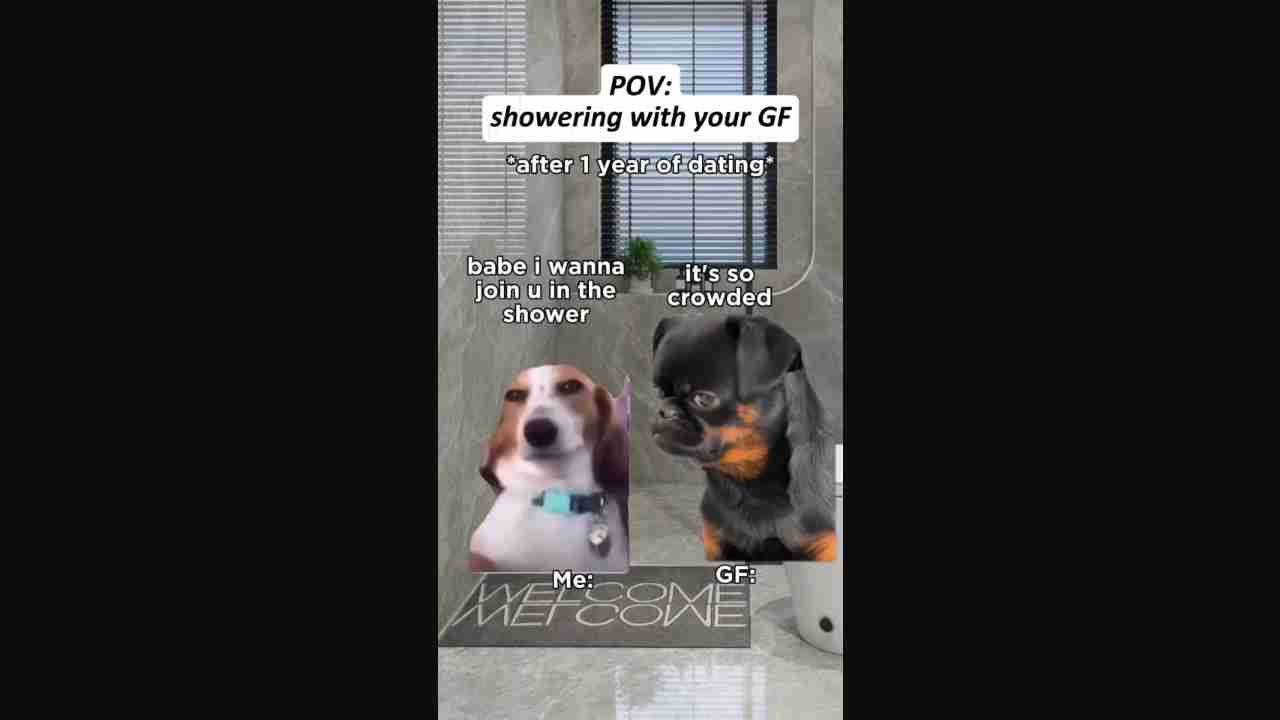 POV:
showering with your GF
*after 1 year of dating*
babe i wanna
join u in the
shower
it's so
crowded
Me:
GF:
WELCOME